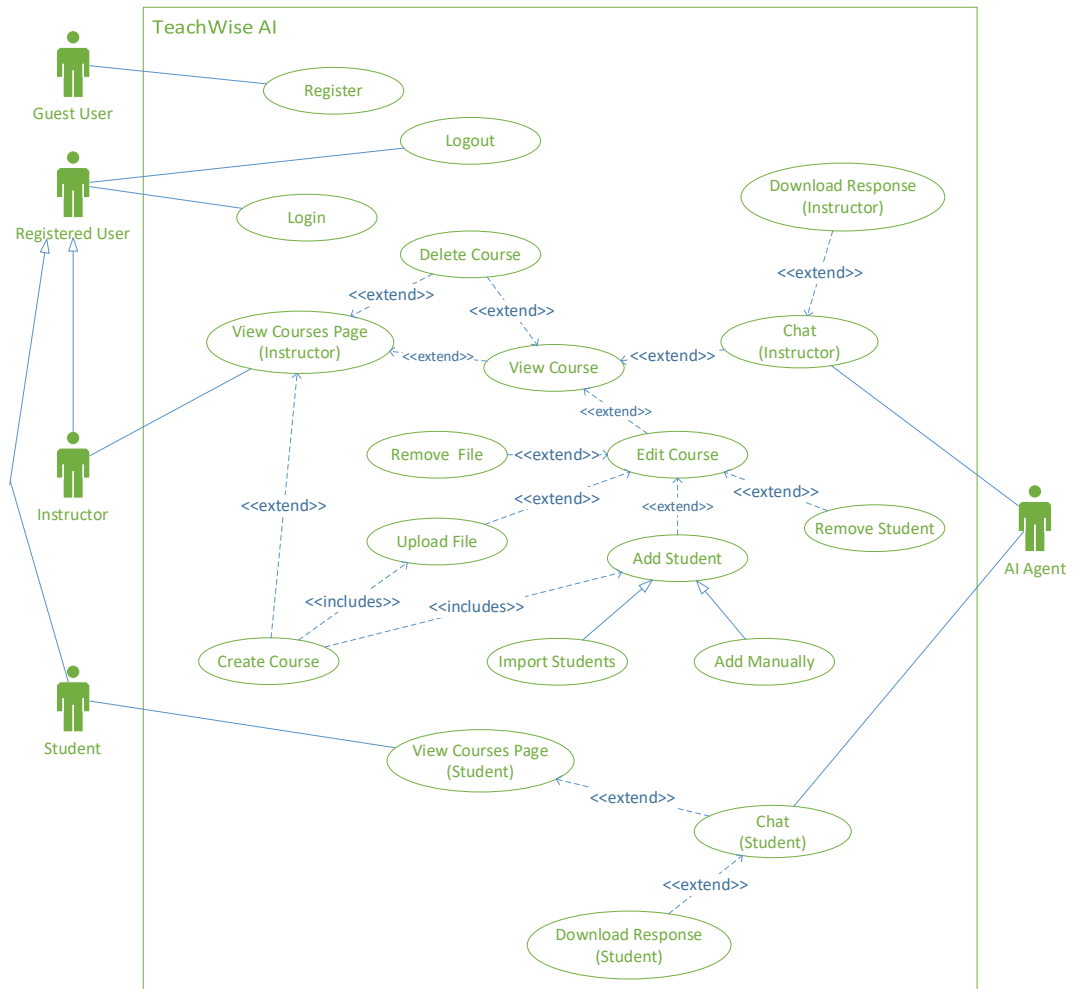 TeachWise AI
Guest User
Register
Logout
Registered User
Login
Download Response
(Instructor)
Delete Course
<<extend>>
<<extend>>
<<extend>>
View Courses Page
(Instructor)
<<extend>>
View Course
<<extend>>
Chat
(Instructor)
<<extend>>
Remove  File
<<extend>>
Edit Course
<<extend>>
<<extend>>
<<extend>>
<<extend>>
Instructor
Upload File
Add Student
Remove Student
AI Agent
<<includes>>
<<includes>>
Create Course
Import Students
Add Manually
Student
View Courses Page
(Student)
<<extend>>
Chat
(Student)
<<extend>>
Download Response
(Student)